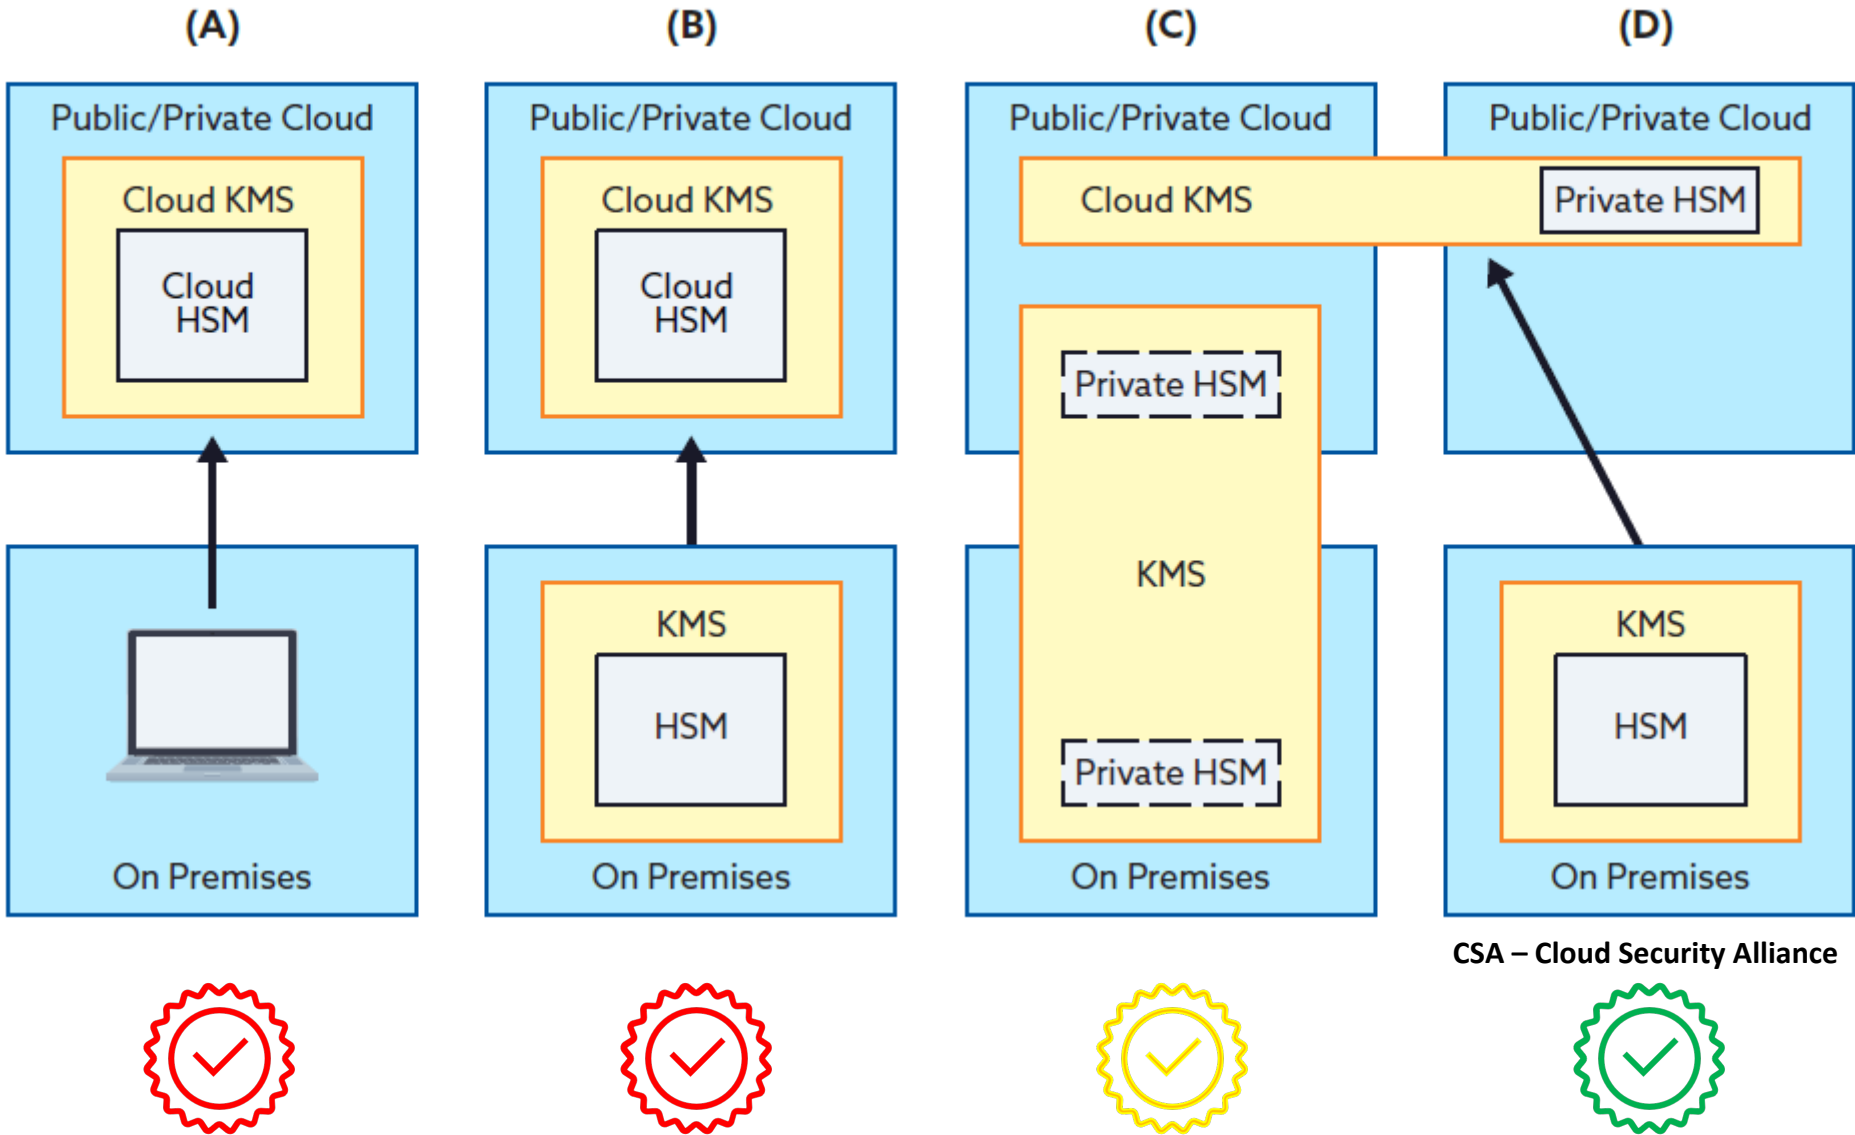 (A)
(B)
(C)
(D)
Public/Private Cloud
Public/Private Cloud
Public/Private Cloud
Public/Private Cloud
Cloud KMS
Cloud KMS
Cloud KMS
Private HSM
Cloud
HSM
Cloud
HSM
Private HSM
KMS
KMS
KMS
HSM
HSM
Private HSM
On Premises
On Premises
On Premises
On Premises
CSA – Cloud Security Alliance